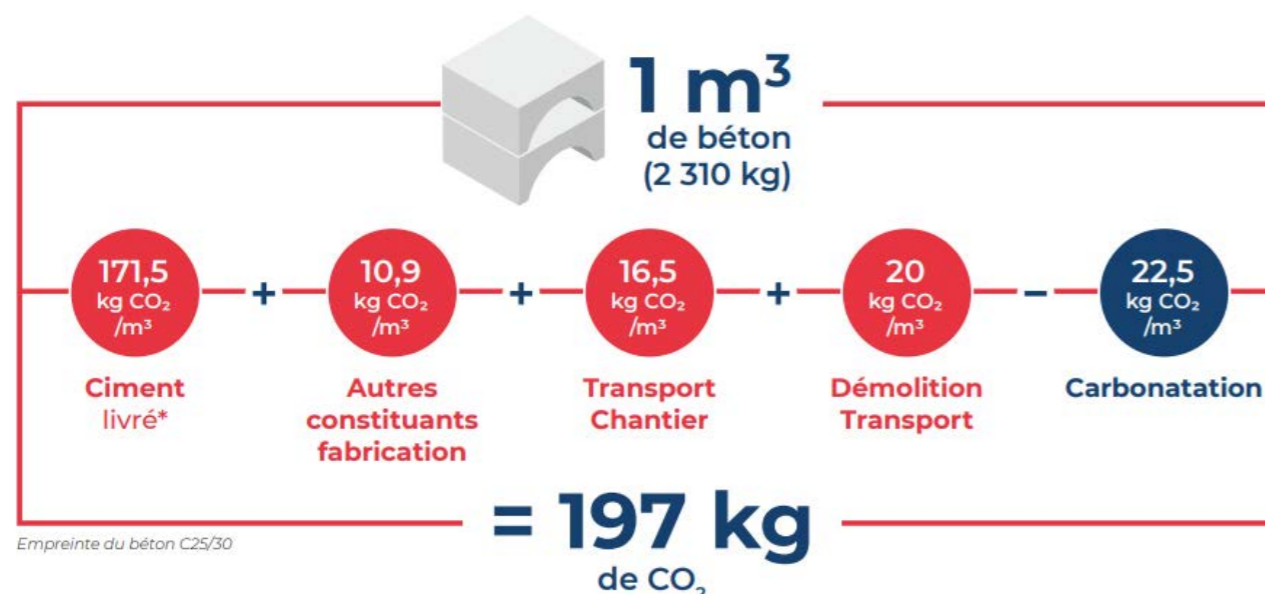 1 m³
de béton
(2 310 kg)
171,5
kg CO₂
/m³
+
10,9
kg CO₂
/m³
+
16,5
kg CO₂
/m³
+
20
kg CO₂
/m³
−
22,5
kg CO₂
/m³
Ciment
livré*
Autres
constituants
fabrication
Transport
Chantier
Démolition
Transport
Carbonatation
= 197 kg
de CO₂
Empreinte du béton C25/30